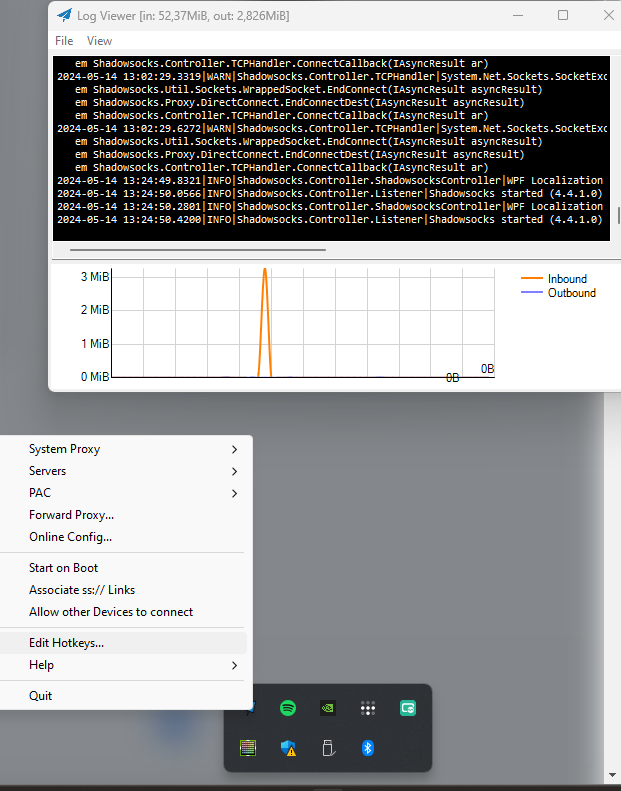 Log Viewer [in: 52,37MiB, out: 2,826MiB]
File View
em Shadowsocks.Controller.TCPHandler.ConnectCallback(IAsyncResult ar)
2024-05-14 13:02:29.3319|WARN|Shadowsocks.Controller.TCPHandler|System.Net.Sockets.SocketExc
em Shadowsocks.Util.Sockets.WrappedSocket.EndConnect(IAsyncResult asyncResult)
em Shadowsocks.Proxy.DirectConnect.EndConnectDest(IAsyncResult asyncResult)
em Shadowsocks.Controller.TCPHandler.ConnectCallback(IAsyncResult ar)
2024-05-14 13:02:29.6272|WARN|Shadowsocks.Controller.TCPHandler|System.Net.Sockets.SocketExc
em Shadowsocks.Util.Sockets.WrappedSocket.EndConnect(IAsyncResult asyncResult)
em Shadowsocks.Proxy.DirectConnect.EndConnectDest(IAsyncResult asyncResult)
em Shadowsocks.Controller.TCPHandler.ConnectCallback(IAsyncResult ar)
2024-05-14 13:24:49.8321|INFO|Shadowsocks.Controller.ShadowsocksController|WPF Localization
2024-05-14 13:24:50.0566|INFO|Shadowsocks.Controller.Listener|Shadowsocks started (4.4.1.0)
2024-05-14 13:24:50.2801|INFO|Shadowsocks.Controller.ShadowsocksController|WPF Localization
2024-05-14 13:24:50.4200|INFO|Shadowsocks.Controller.Listener|Shadowsocks started (4.4.1.0)
3 MiB
2 MiB
1 MiB
0 MiB
0B
0B
Inbound
Outbound
System Proxy
Servers
PAC
Forward Proxy...
Online Config...
Start on Boot
Associate ss:// Links
Allow other Devices to connect
Edit Hotkeys...
Help
Quit